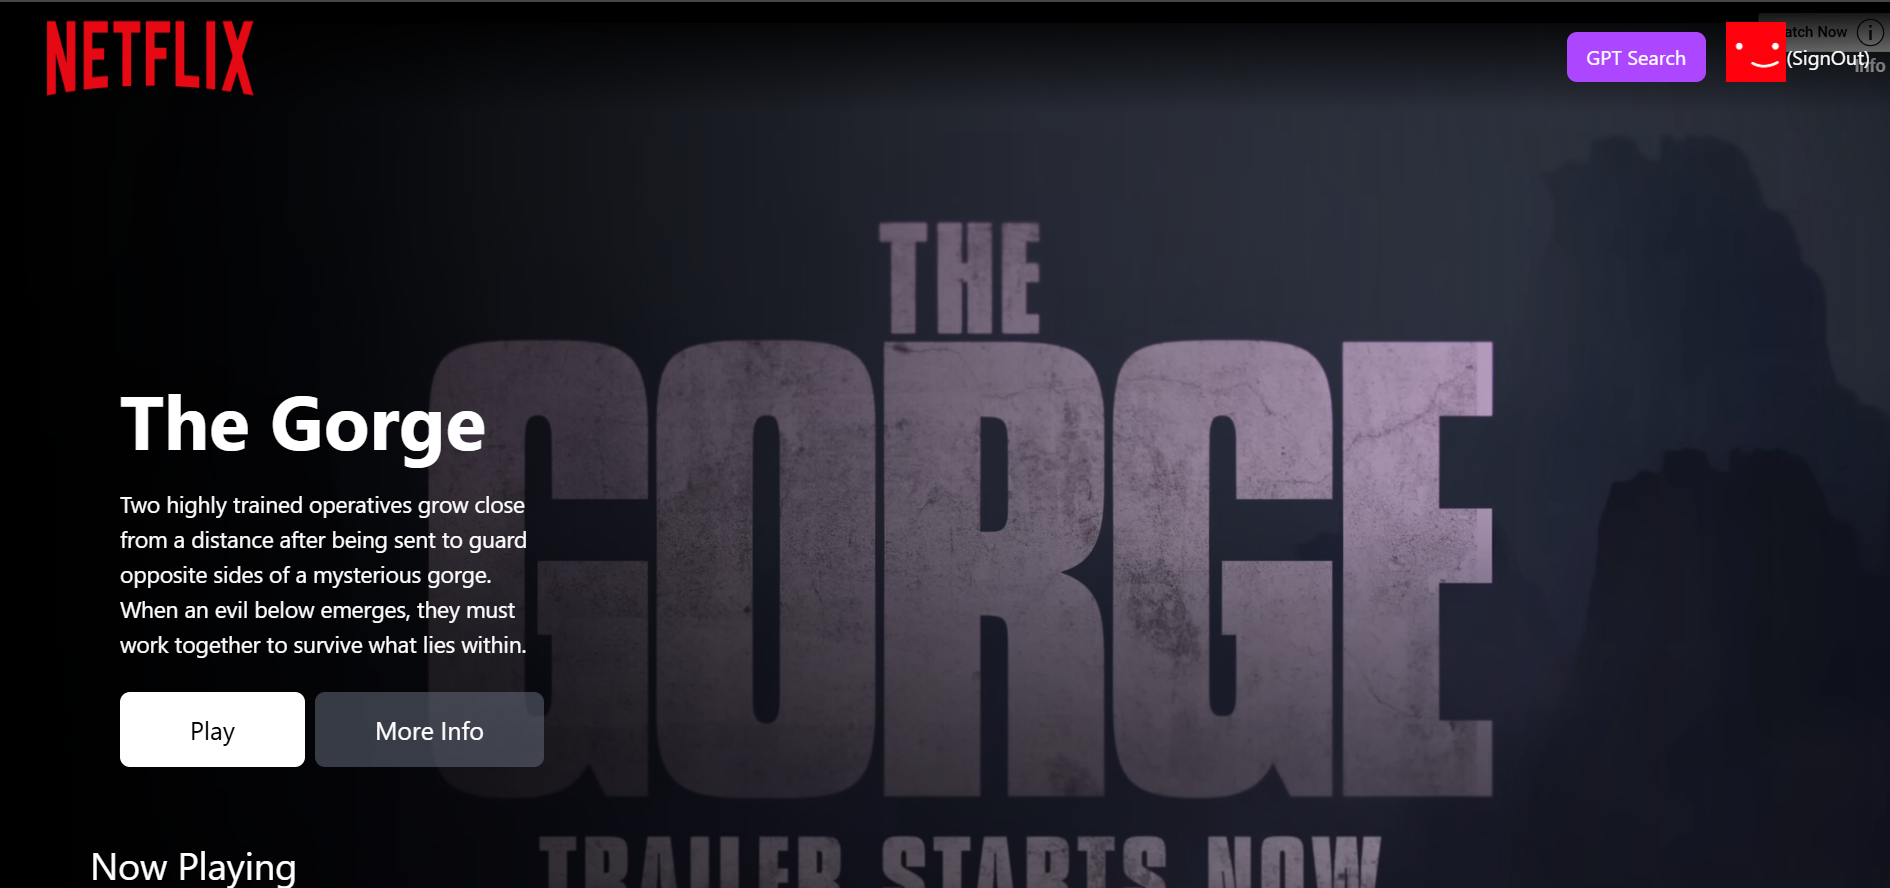 NETFLIX
GPT Search
(SignOut)
Now
info
THE
GORGE
The Gorge
Two highly trained operatives grow close
from a distance after being sent to guard
opposite sides of a mysterious gorge.
When an evil below emerges, they must
work together to survive what lies within.
Play
More Info
TRAILER STARTS NOW
Now Playing